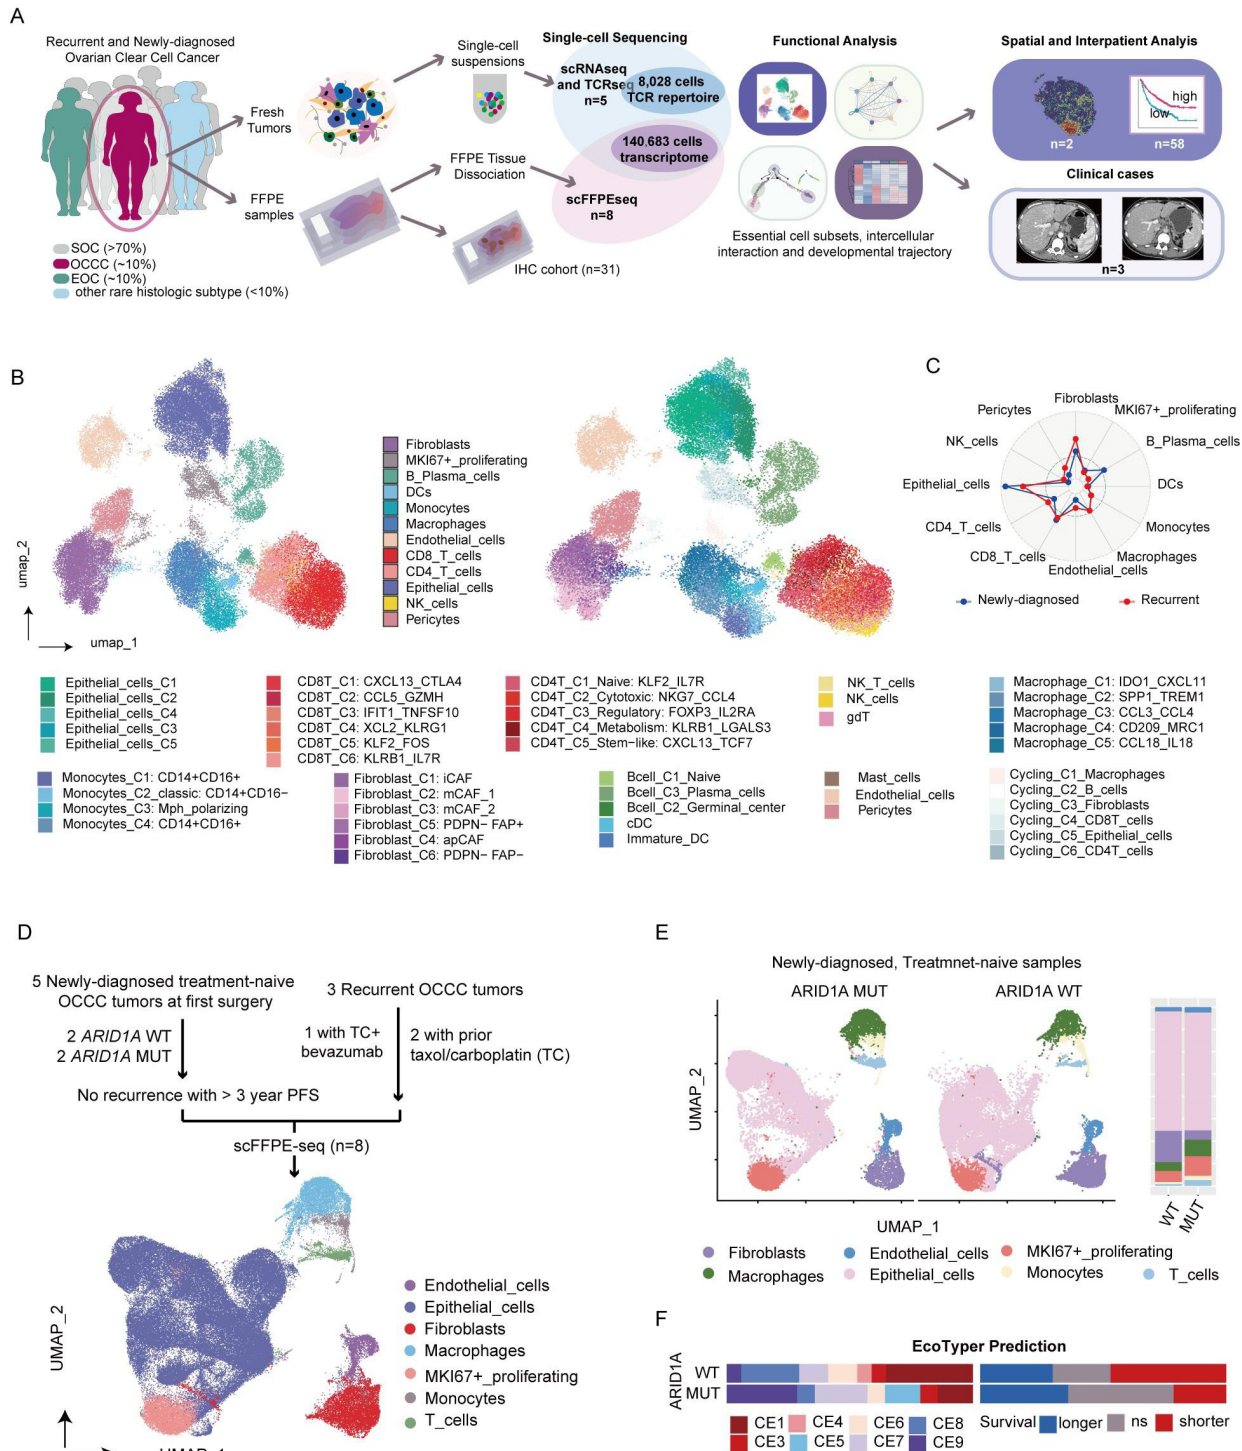 A
Recurrent and Newly-diagnosed
Ovarian Clear Cell Cancer
SOC (>70%)
OCCC (~10%)
EOC (~10%)
other rare histologic subtype (<10%)
Fresh
Tumors
FFPE
samples
Single-cell
suspensions
FFPE Tissue
Dissociation
IHC cohort (n=31)
Single-cell Sequencing
scRNAseq
and TCRseq
n=5
8,028 cells
TCR repertoire
140,683 cells
transcriptome
scFFPEseq
n=8
Functional Analysis
Essential cell subsets, intercellular
interaction and developmental trajectory
Spatial and Interpatient Analyis
high
low
n=2
n=58
Clinical cases
n=3
B
umap_2
umap_1
Fibroblasts
MKI67+_proliferating
B_Plasma_cells
DCs
Monocytes
Macrophages
Endothelial_cells
CD8_T_cells
CD4_T_cells
Epithelial_cells
NK_cells
Pericytes
C
Fibroblasts
MKI67+_proliferating
B_Plasma_cells
DCs
Monocytes
Macrophages
Endothelial_cells
CD8_T_cells
CD4_T_cells
Epithelial_cells
NK_cells
Pericytes
Newly-diagnosed
Recurrent
Epithelial_cells_C1
Epithelial_cells_C2
Epithelial_cells_C4
Epithelial_cells_C3
Epithelial_cells_C5
CD8T_C1: CXCL13_CTLA4
CD8T_C2: CCL5_GZMH
CD8T_C3: IFIT1_TNFSF10
CD8T_C4: XCL2_KLRG1
CD8T_C5: KLF2_FOS
CD8T_C6: KLRB1_IL7R
CD4T_C1_Naive: KLF2_IL7R
CD4T_C2_Cytotoxic: NKG7_CCL4
CD4T_C3_Regulatory: FOXP3_IL2RA
CD4T_C4_Metabolism: KLRB1_LGALS3
CD4T_C5_Stem-like: CXCL13_TCF7
NK_T_cells
NK_cells
gdT
Macrophage_C1: IDO1_CXCL11
Macrophage_C2: SPP1_TREM1
Macrophage_C3: CCL3_CCL4
Macrophage_C4: CD209_MRC1
Macrophage_C5: CCL18_IL18
Monocytes_C1: CD14+CD16+
Monocytes_C2_classic: CD14+CD16−
Monocytes_C3: Mph_polarizing
Monocytes_C4: CD14+CD16+
Fibroblast_C1: iCAF
Fibroblast_C2: mCAF_1
Fibroblast_C3: mCAF_2
Fibroblast_C5: PDPN− FAP+
Fibroblast_C4: apCAF
Fibroblast_C6: PDPN− FAP−
Bcell_C1_Naive
Bcell_C3_Plasma_cells
Bcell_C2_Germinal_center
cDC
Immature_DC
Mast_cells
Endothelial_cells
Pericytes
Cycling_C1_Macrophages
Cycling_C2_B_cells
Cycling_C3_Fibroblasts
Cycling_C4_CD8T_cells
Cycling_C5_Epithelial_cells
Cycling_C6_CD4T_cells
D
5 Newly-diagnosed treatment-naive
OCCC tumors at first surgery
2 ARID1A WT
2 ARID1A MUT
No recurrence with > 3 year PFS
3 Recurrent OCCC tumors
1 with TC+
bevazumab
2 with prior
taxol/carboplatin (TC)
scFFPE-seq (n=8)
UMAP_2
UMAP_1
Endothelial_cells
Epithelial_cells
Fibroblasts
Macrophages
MKI67+_proliferating
Monocytes
T_cells
E
Newly-diagnosed, Treatmnet-naive samples
ARID1A MUT
ARID1A WT
UMAP_2
UMAP_1
WT
MUT
Fibroblasts
Endothelial_cells
MKI67+_proliferating
Macrophages
Epithelial_cells
Monocytes
T_cells
F
EcoTyper Prediction
ARID1A
WT
MUT
CE1
CE4
CE6
CE8
CE3
CE5
CE7
CE9
Survival
longer
ns
shorter